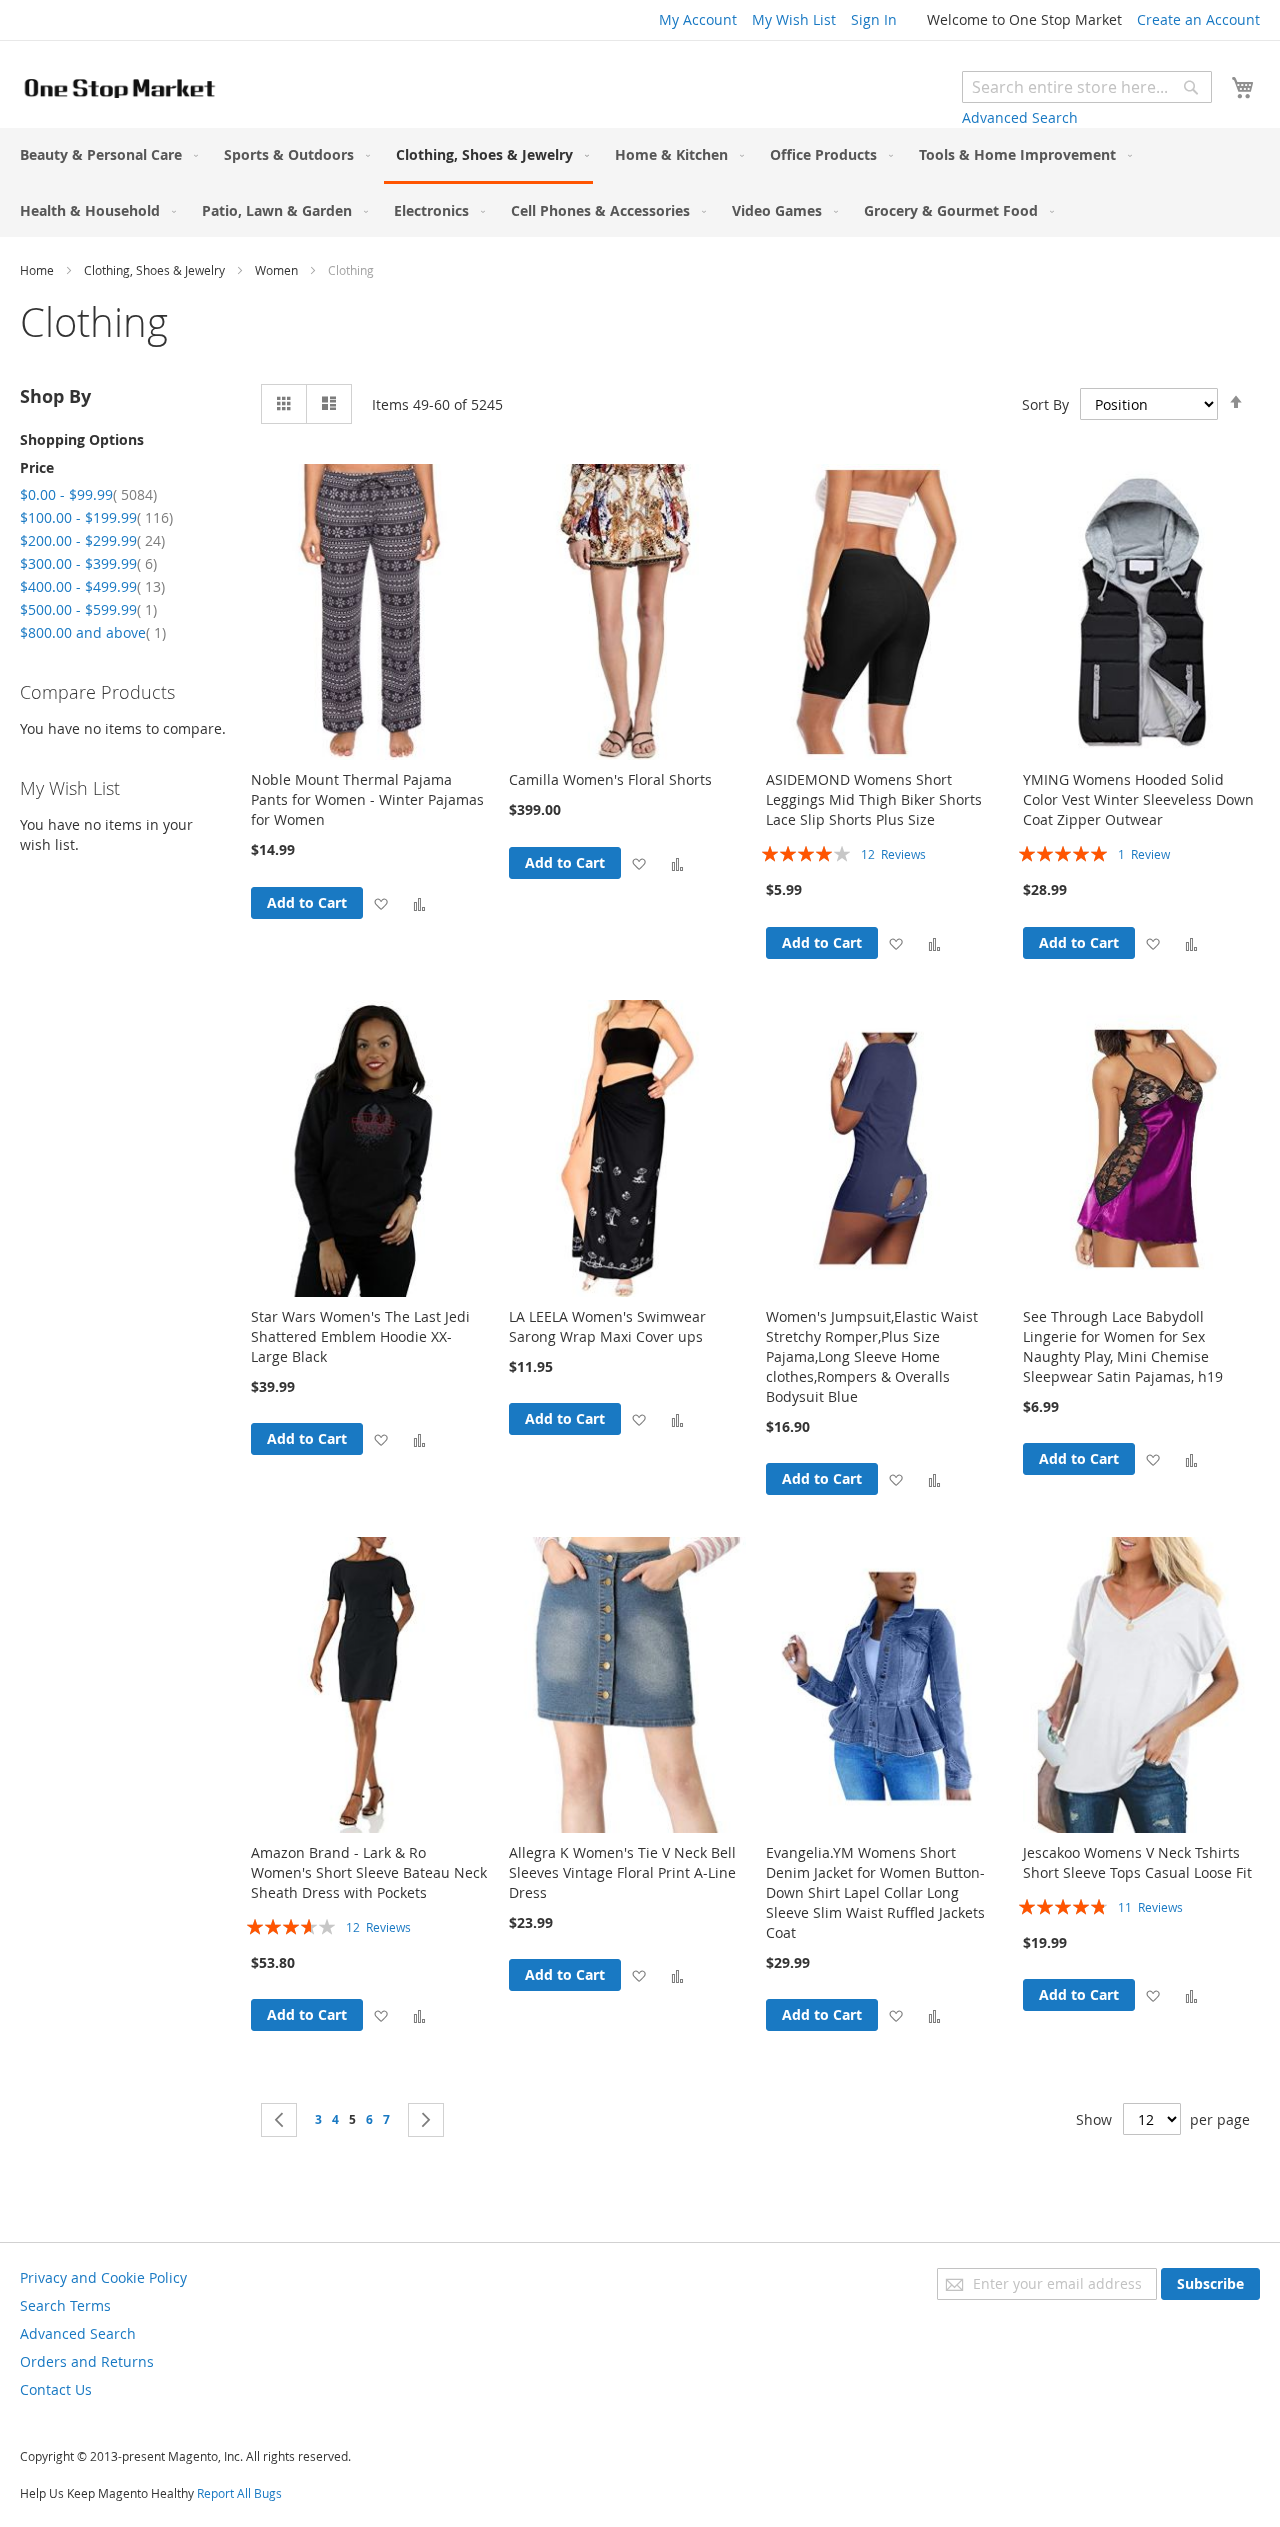 My Account My Wish List Sign In Welcome to One Stop Market Create an Account
One Stop Market
Search entire store here...
Advanced Search
Beauty & Personal Care Sports & Outdoors Clothing, Shoes & Jewelry Home & Kitchen Office Products Tools & Home Improvement
Health & Household Patio, Lawn & Garden Electronics Cell Phones & Accessories Video Games Grocery & Gourmet Food
Home Clothing, Shoes & Jewelry Women Clothing
Clothing
Shop By
Shopping Options
Price
$0.00 - $99.99( 5084)
$100.00 - $199.99( 116)
$200.00 - $299.99( 24)
$300.00 - $399.99( 6)
$400.00 - $499.99( 13)
$500.00 - $599.99( 1)
$800.00 and above( 1)
Compare Products
You have no items to compare.
My Wish List
You have no items in your
wish list.
Items 49-60 of 5245
Sort By Position
Noble Mount Thermal Pajama
Pants for Women - Winter Pajamas
for Women
$14.99
Add to Cart
Camilla Women's Floral Shorts
$399.00
Add to Cart
ASIDEMOND Womens Short
Leggings Mid Thigh Biker Shorts
Lace Slip Shorts Plus Size
12 Reviews
$5.99
Add to Cart
YMING Womens Hooded Solid
Color Vest Winter Sleeveless Down
Coat Zipper Outwear
1 Review
$28.99
Add to Cart
Star Wars Women's The Last Jedi
Shattered Emblem Hoodie XX-
Large Black
$39.99
Add to Cart
LA LEELA Women's Swimwear
Sarong Wrap Maxi Cover ups
$11.95
Add to Cart
Women's Jumpsuit,Elastic Waist
Stretchy Romper,Plus Size
Pajama,Long Sleeve Home
clothes,Rompers & Overalls
Bodysuit Blue
$16.90
Add to Cart
See Through Lace Babydoll
Lingerie for Women for Sex
Naughty Play, Mini Chemise
Sleepwear Satin Pajamas, h19
$6.99
Add to Cart
Amazon Brand - Lark & Ro
Women's Short Sleeve Bateau Neck
Sheath Dress with Pockets
12 Reviews
$53.80
Add to Cart
Allegra K Women's Tie V Neck Bell
Sleeves Vintage Floral Print A-Line
Dress
$23.99
Add to Cart
Evangelia.YM Womens Short
Denim Jacket for Women Button-
Down Shirt Lapel Collar Long
Sleeve Slim Waist Ruffled Jackets
Coat
$29.99
Add to Cart
Jescakoo Womens V Neck Tshirts
Short Sleeve Tops Casual Loose Fit
11 Reviews
$19.99
Add to Cart
3 4 5 6 7
Show 12 per page
Privacy and Cookie Policy
Search Terms
Advanced Search
Orders and Returns
Contact Us
Enter your email address Subscribe
Copyright © 2013-present Magento, Inc. All rights reserved.
Help Us Keep Magento Healthy Report All Bugs